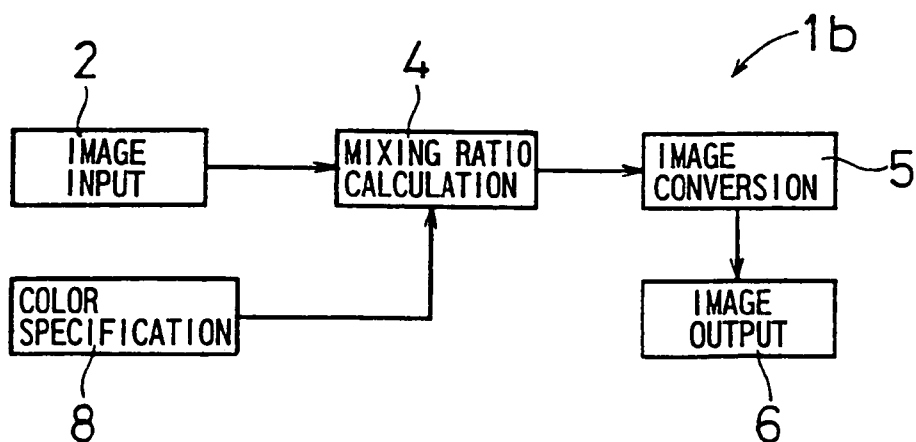 1b
2
4
IMAGE
INPUT
MIXING RATIO
CALCULATION
IMAGE
CONVERSION
5
COLOR
SPECIFICATION
IMAGE
OUTPUT
8
6